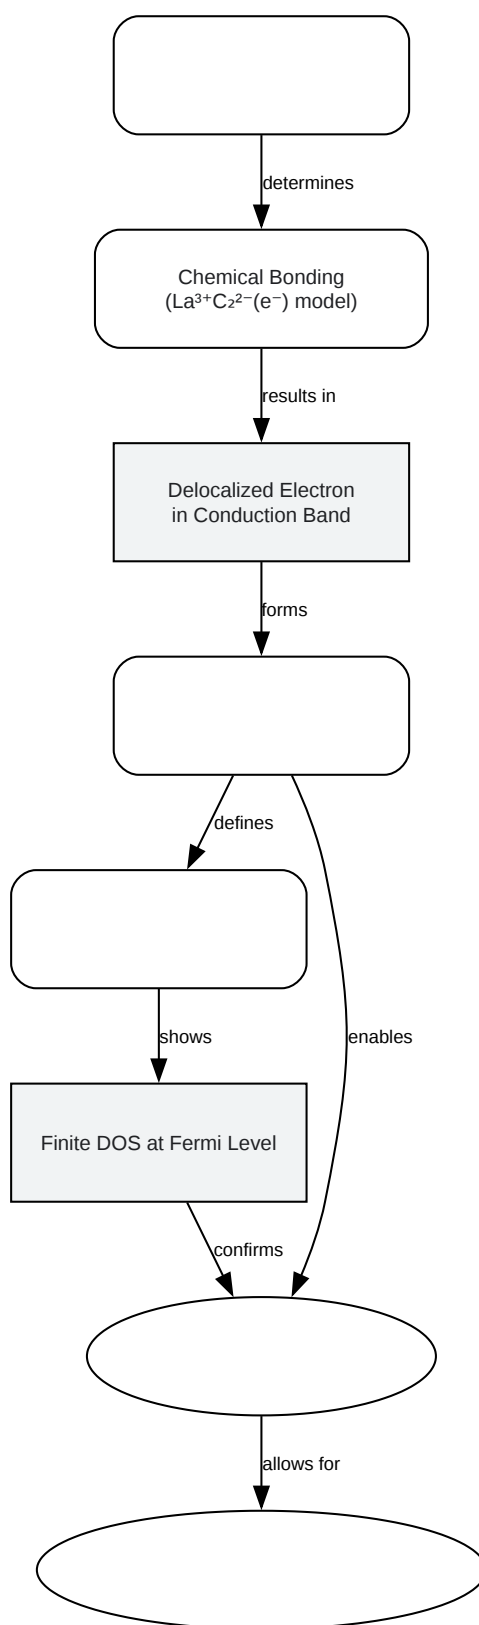 determines
Chemical Bonding
(La³⁺C₂²⁻(e⁻) model)
results in
Delocalized Electron
in Conduction Band
forms
defines
shows
enables
Finite DOS at Fermi Level
confirms
allows for